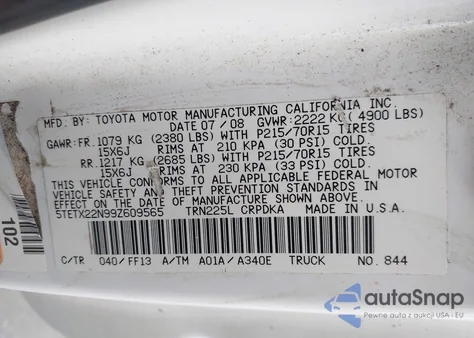 MFD. BY: TOYOTA MOTOR MANUFACTURING CALIFORNIA INC.
DATE 07 / 08 GVWR: 2222 KG ( 4900 LBS)
GAWR: FR. 1079 KG (2380 LBS) WITH P215/70R15 TIRES
15X6J RIMS AT 210 KPA (30 PSI) COLD.
RR. 1217 KG (2685 LBS) WITH P215/70R15 TIRES
15X6J RIMS AT 230 KPA (33 PSI) COLD.
THIS VEHICLE CONFORMS TO ALL APPLICABLE FEDERAL MOTOR
VEHICLE SAFETY AND THEFT PREVENTION STANDARDS IN
EFFECT ON THE DATE OF MANUFACTURE SHOWN ABOVE.
5TETX22N99Z609565 TRN225L CRPDKA
C/TR 040/FF13 A/TM A01A/A340E TRUCK NO. 844
102
autoSnap
Pewne auta z aukcji USA i EU